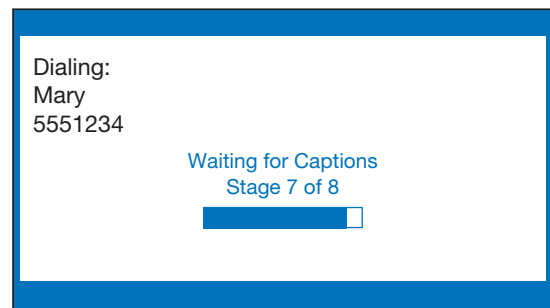 Dialing:
Mary
5551234
Waiting for Captions
Stage 7 of 8